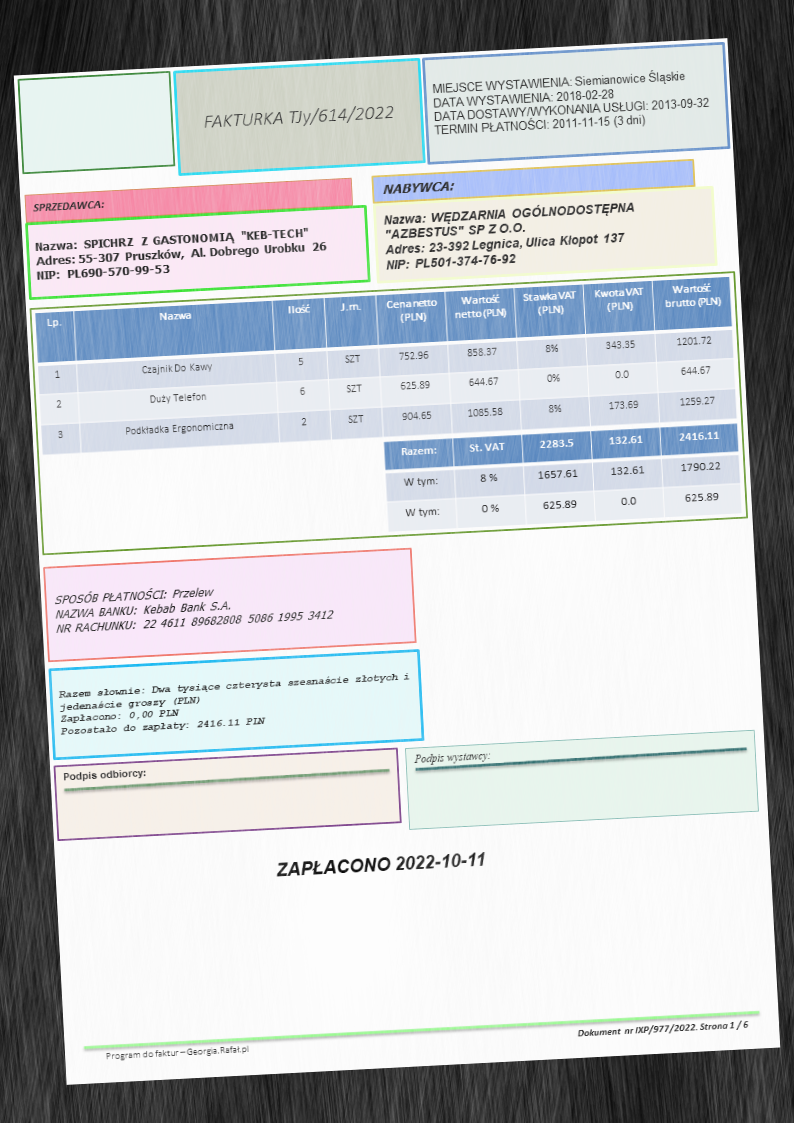 FAKTURKA TJy/614/2022
MIEJSCE WYSTAWIENIA: Siemianowice Śląskie
DATA WYSTAWIENIA: 2018-02-28
DATA DOSTAWY/WYKONANIA USŁUGI: 2013-09-32
TERMIN PŁATNOŚCI: 2011-11-15 (3 dni)
SPRZEDAWCA:
Nazwa: SPICHRZ Z GASTONOMIĄ "KEB-TECH"
Adres: 55-307 Pruszków, Al. Dobrego Urobku 26
NIP: PL690-570-99-53
NABYWCA:
Nazwa: WĘDZARNIA OGÓLNODOSTĘPNA
"AZBESTUS" SP Z O.O.
Adres: 23-392 Legnica, Ulica Kłopot 137
NIP: PL501-374-76-92
Lp. Nazwa Ilość J.m. Cena netto (PLN) Wartość netto (PLN) Stawka VAT (PLN) Kwota VAT (PLN) Wartość brutto (PLN)
1 Czajnik Do Kawy 5 SZT 752.96 858.37 8% 343.35 1201.72
2 Duży Telefon 6 SZT 625.89 644.67 0% 0.0 644.67
3 Podkładka Ergonomiczna 2 SZT 904.65 1085.58 8% 173.69 1259.27
Razem: St. VAT 2283.5 132.61 2416.11
W tym: 8 % 1657.61 132.61 1790.22
W tym: 0 % 625.89 0.0 625.89
SPOSÓB PŁATNOŚCI: Przelew
NAZWA BANKU: Kebab Bank S.A.
NR RACHUNKU: 22 4611 89682808 5086 1995 3412
Razem słownie: Dwa tysiące czterysta szesnaście złotych i
jedenaście groszy (PLN)
Zapłacono: 0,00 PLN
Pozostało do zapłaty: 2416.11 PLN
Podpis odbiorcy:
Podpis wystawcy:
ZAPŁACONO 2022-10-11
Program do faktur – Georgia.Rafał.pl
Dokument nr IXP/977/2022. Strona 1 / 6